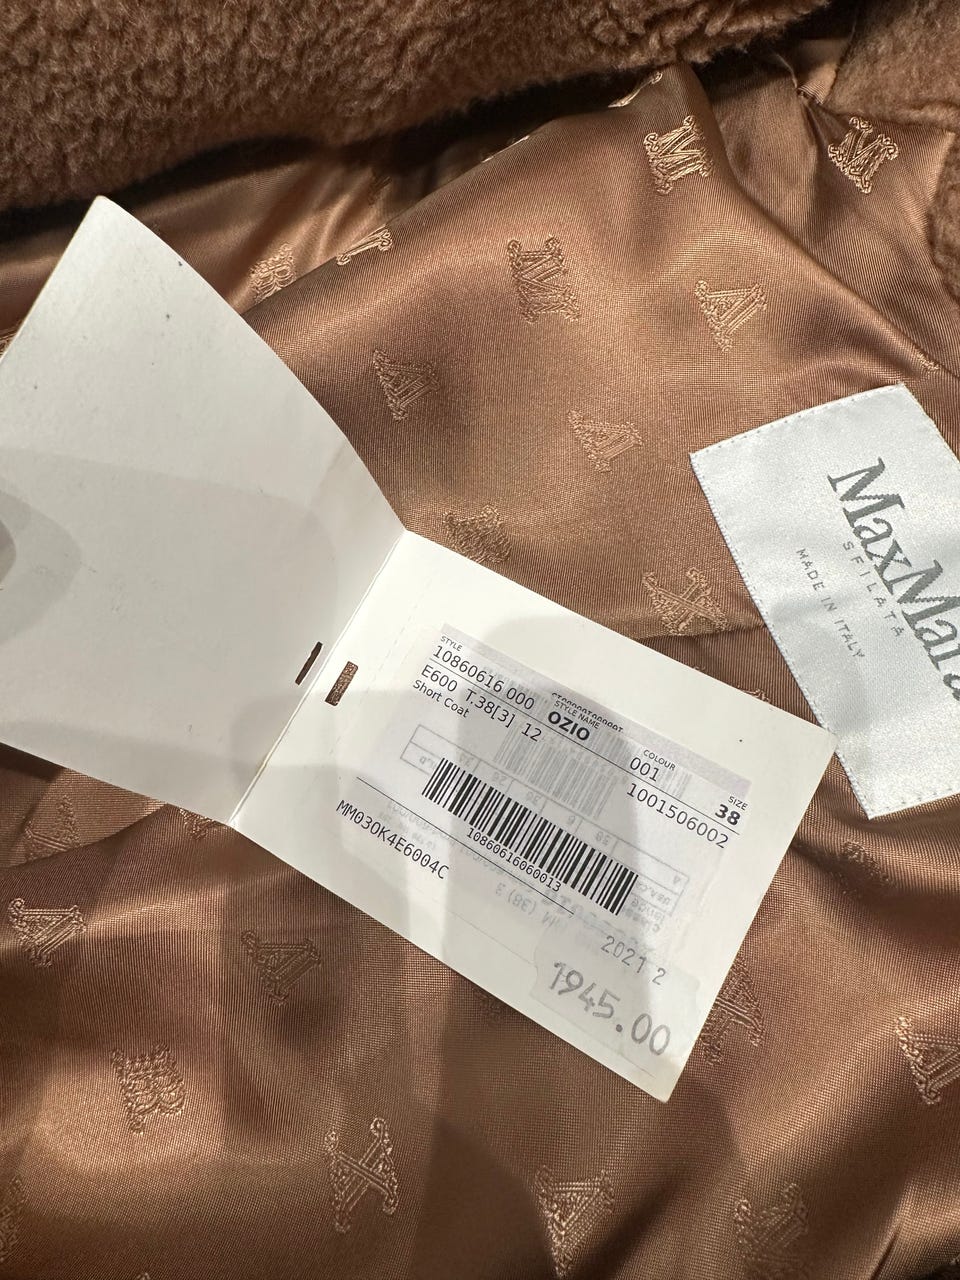 MaxMara
SFILATA
MADE IN ITALY
STYLE
10860616 000
STYLE NAME
OZIO
COLOUR
001
SIZE
38
E600 T.38[3] 12
1001506002
Short Coat
10860616060013
MM030K4E6004C
2021 2
1945.00